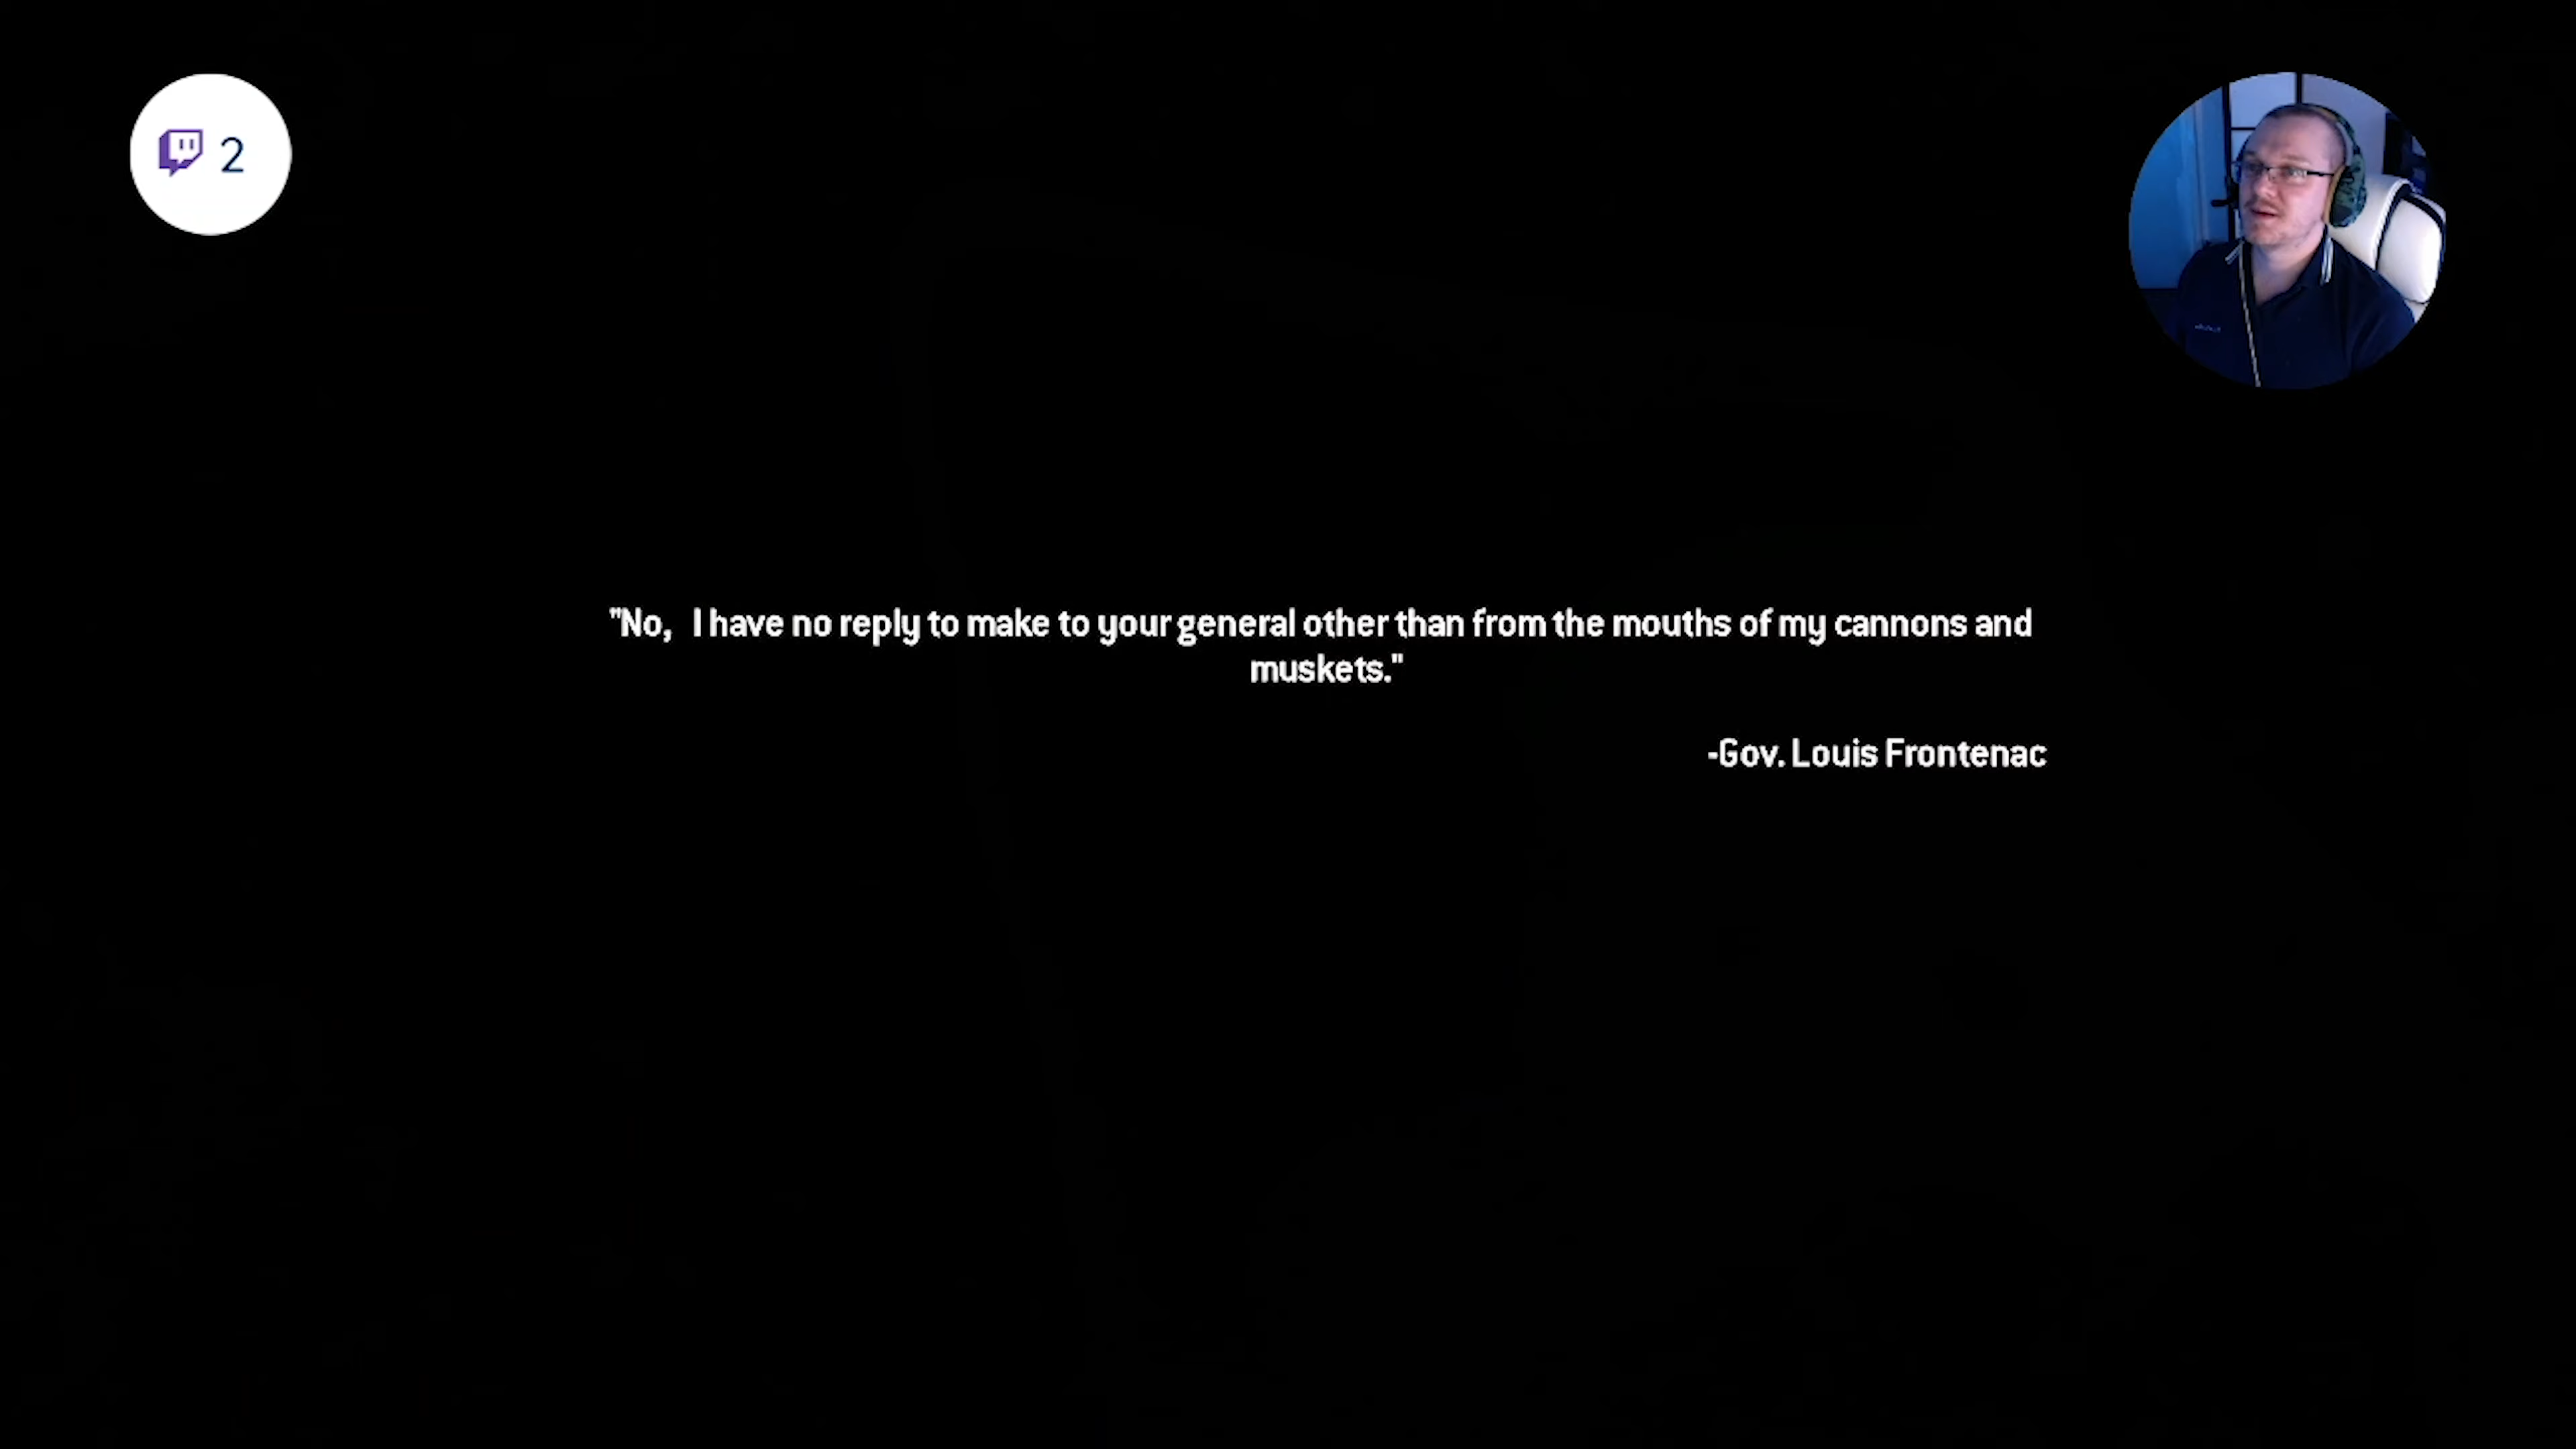 2
"No, I have no reply to make to your general other than from the mouths of my cannons and
muskets."
-Gov. Louis Frontenac